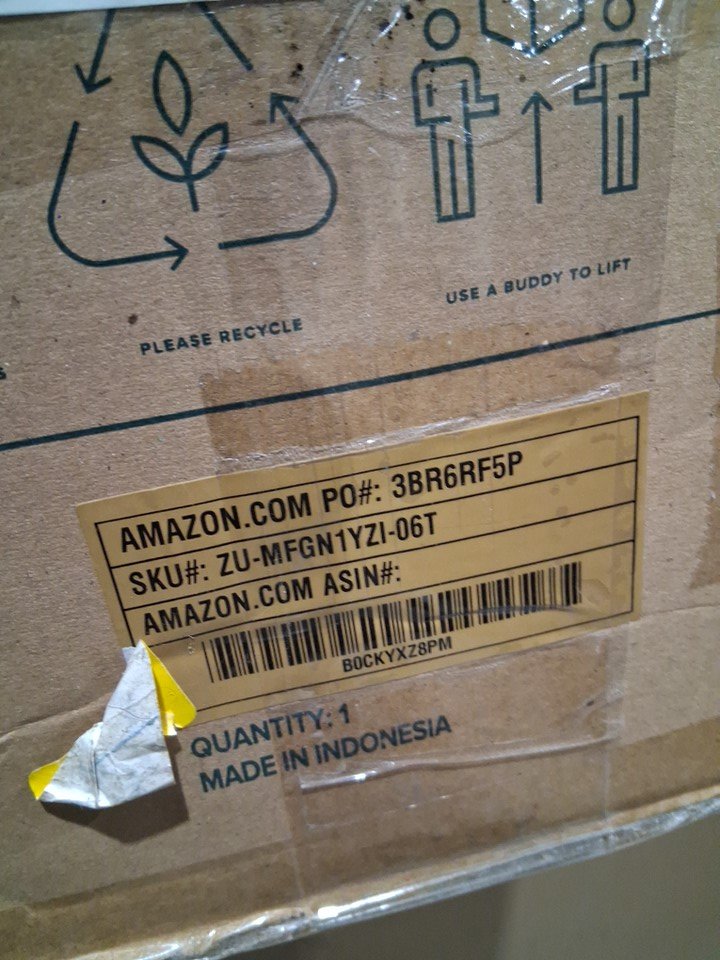 PLEASE RECYCLE
USE A BUDDY TO LIFT
AMAZON.COM PO#: 3BR6RF5P
SKU#: ZU-MFGN1YZI-06T
AMAZON.COM ASIN#:
B0CKYXZ8PM
QUANTITY: 1
MADE IN INDONESIA